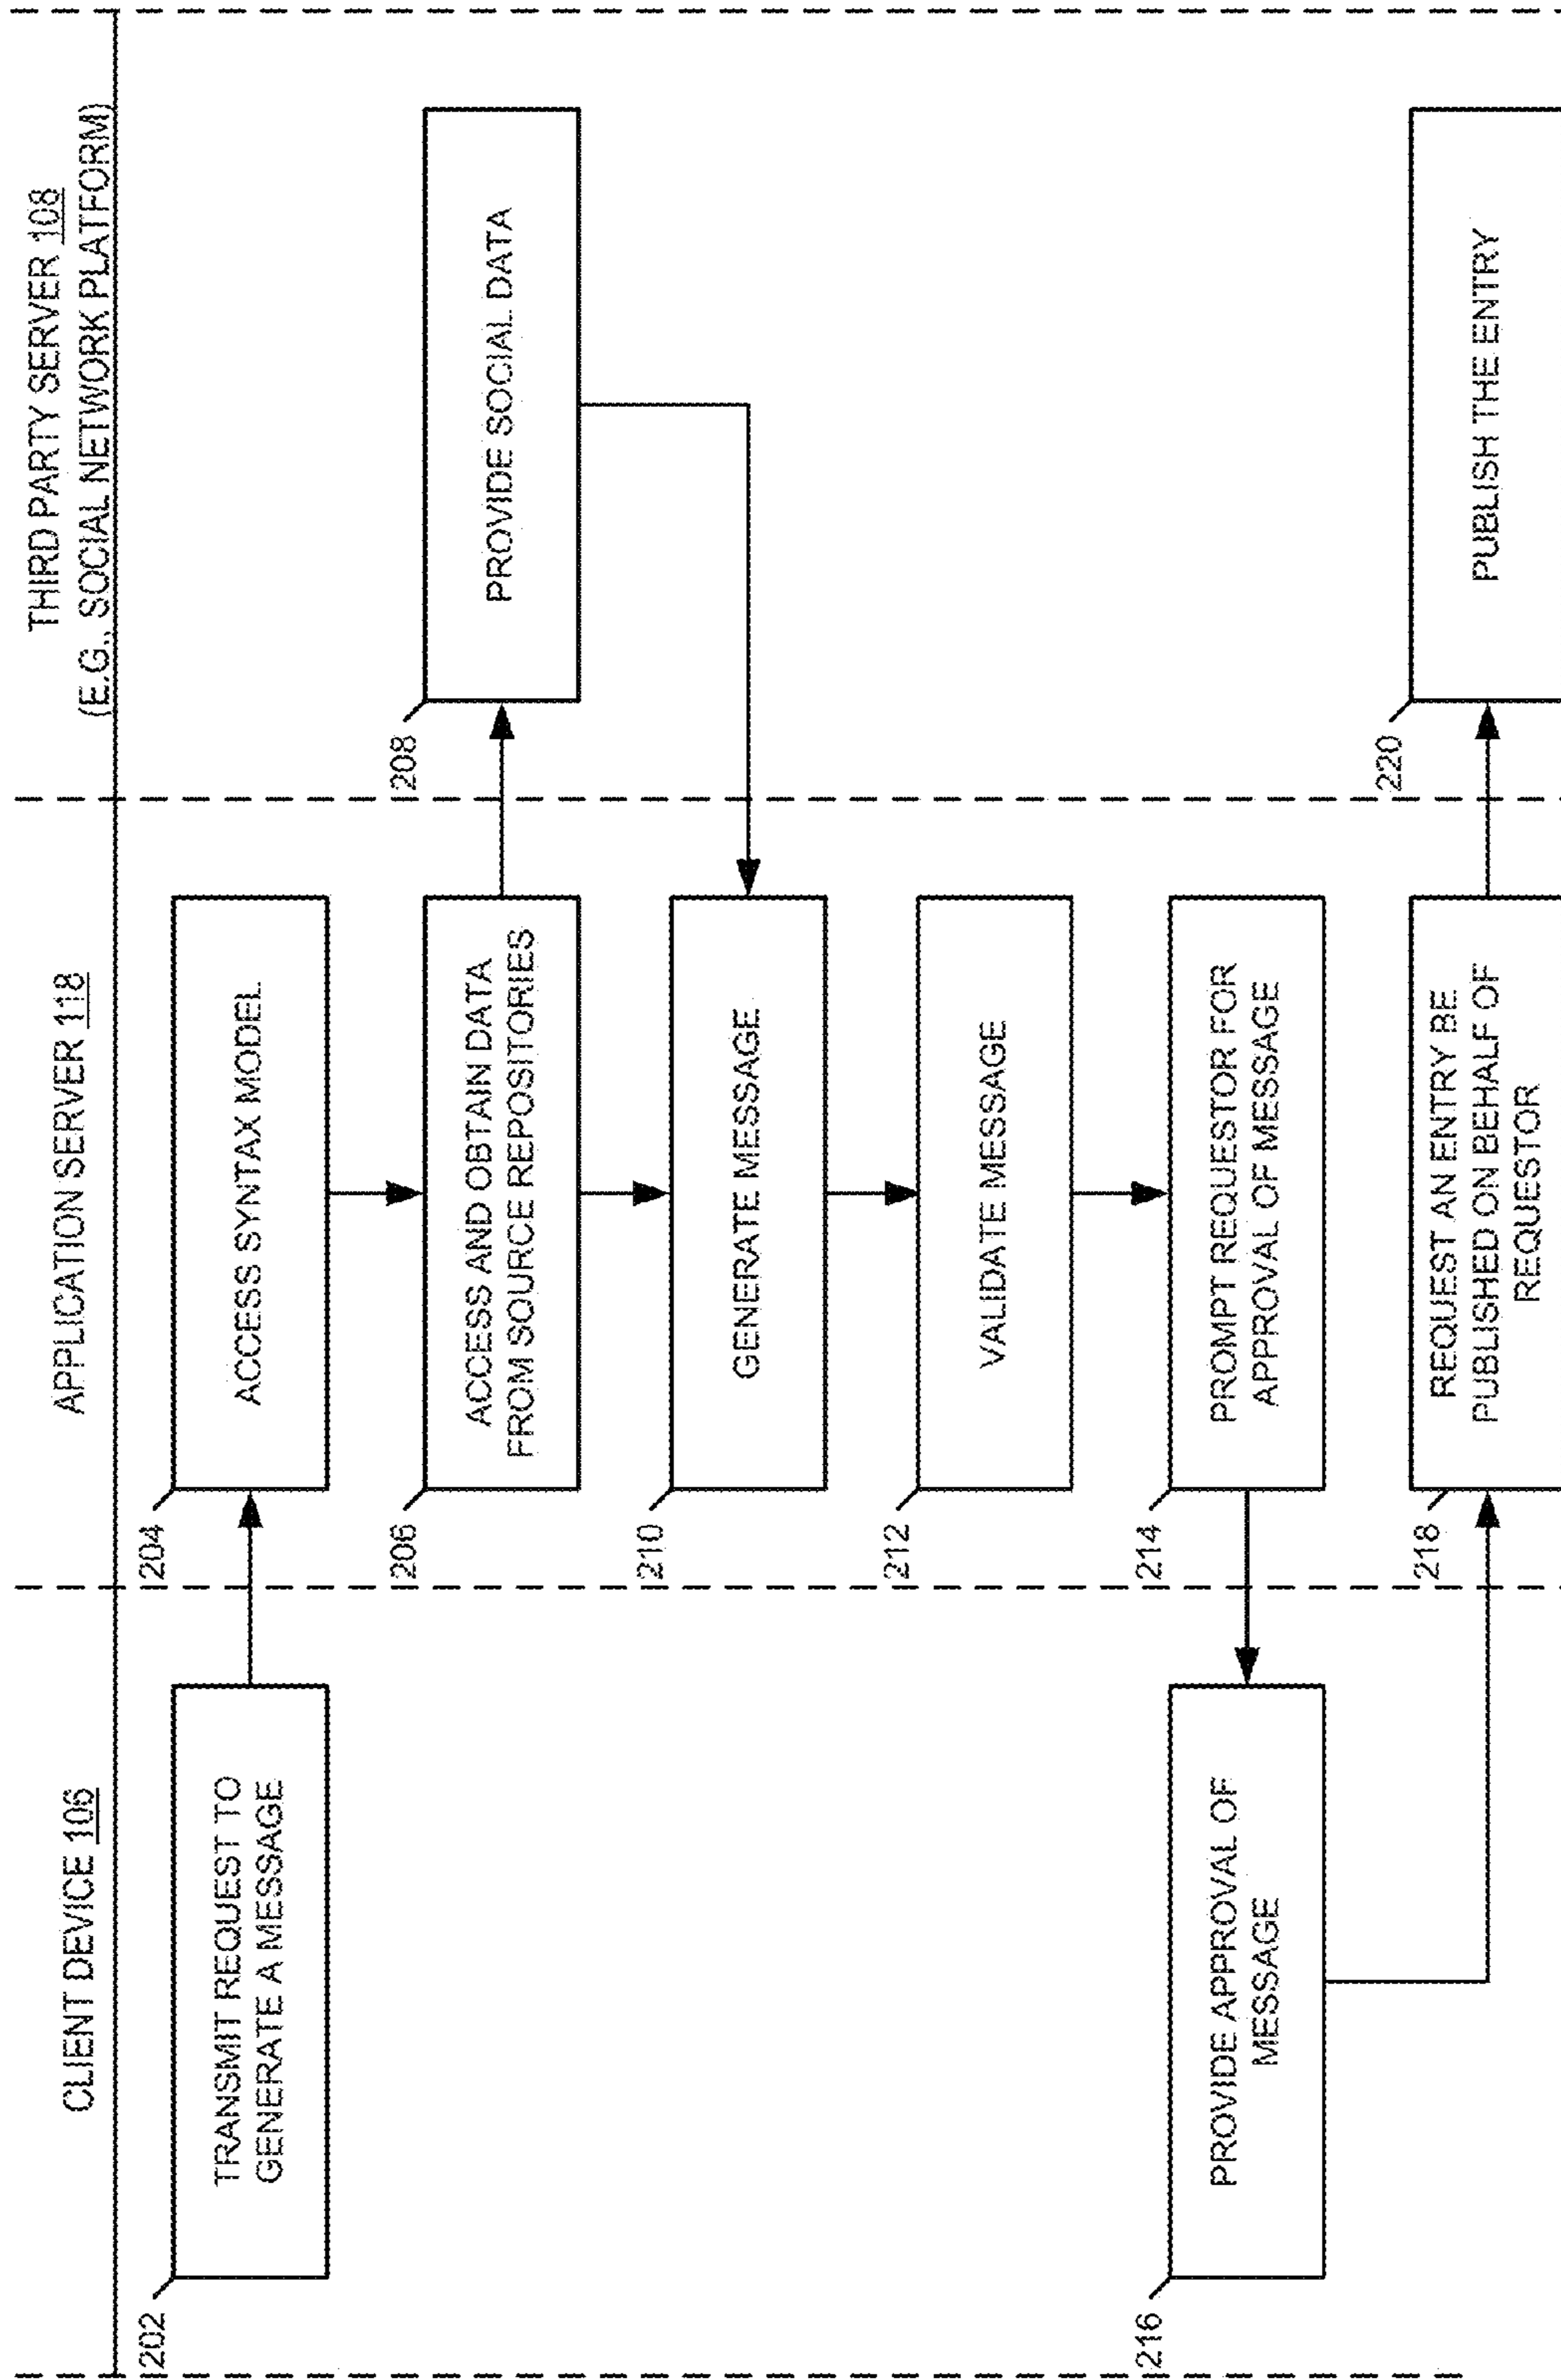 CLIENT DEVICE 106
APPLICATION SERVER 118
THIRD PARTY SERVER 108
(E.G., SOCIAL NETWORK PLATFORM)
202
TRANSMIT REQUEST TO
GENERATE A MESSAGE
204
ACCESS SYNTAX MODEL
206
ACCESS AND OBTAIN DATA
FROM SOURCE REPOSITORIES
208
PROVIDE SOCIAL DATA
210
GENERATE MESSAGE
212
VALIDATE MESSAGE
214
PROMPT REQUESTOR FOR
APPROVAL OF MESSAGE
216
PROVIDE APPROVAL OF
MESSAGE
218
REQUEST AN ENTRY BE
PUBLISHED ON BEHALF OF
REQUESTOR
220
PUBLISH THE ENTRY